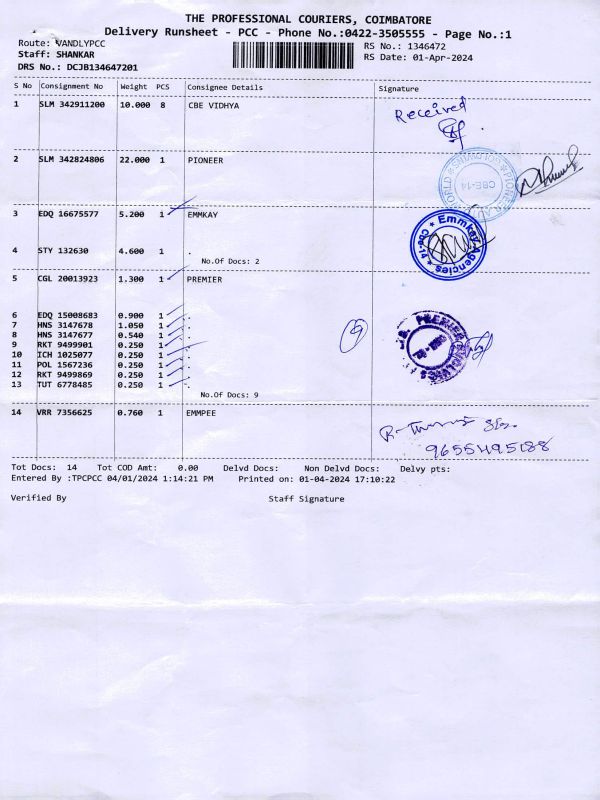 THE PROFESSIONAL COURIERS, COIMBATORE
Delivery Runsheet - PCC - Phone No.:0422-3505555 - Page No.:1
Route: VANDLYPCC RS No.: 1346472
Staff: SHANKAR RS Date: 01-Apr-2024
DRS No.: DCJB134647201
S No Consignment No Weight PCS Consignee Details Signature
1 SLM 342911200 10.000 8 CBE VIDHYA Received
2 SLM 342824806 22.000 1 PIONEER
CBE-14
3 EDQ 16675577 5.200 1 EMMKAY
Emmkay Agencies
CBE-14
4 STY 132630 4.600 1 .
No.Of Docs: 2
5 CGL 20013923 1.300 1 PREMIER
6 EDQ 15008683 0.900 1 .
7 HNS 3147678 1.050 1 .
8 HNS 3147677 0.540 1 .
9 RKT 9499901 0.250 1 .
10 ICH 1025077 0.250 1 .
11 POL 1567236 0.250 1 .
12 RKT 9499869 0.250 1 .
13 TUT 6778485 0.250 1 .
No.Of Docs: 9
9
PREMIER
14 VRR 7356625 0.760 1 EMMPEE
Tot Docs: 14 Tot COD Amt: 0.00 Delvd Docs: Non Delvd Docs: Delvy pts:
Entered By :TPCPCC 04/01/2024 1:14:21 PM Printed on: 01-04-2024 17:10:22
Verified By Staff Signature